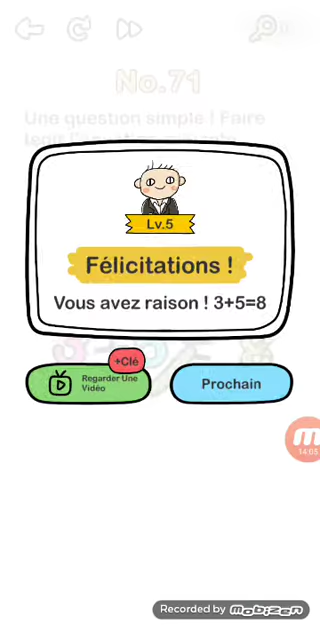 No.71
Une question simple ! Faire
Lv.5
Félicitations !
Vous avez raison ! 3+5=8
+Clé
Regarder Une
Vidéo
Prochain
14:05
Recorded by MOBIZEN